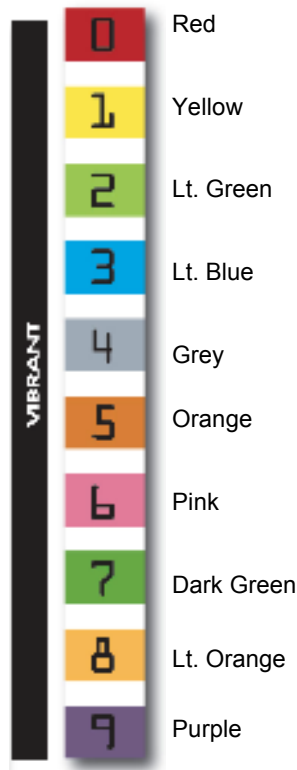 VIBRANT
0 Red
1 Yellow
2 Lt. Green
3 Lt. Blue
4 Grey
5 Orange
6 Pink
7 Dark Green
8 Lt. Orange
9 Purple